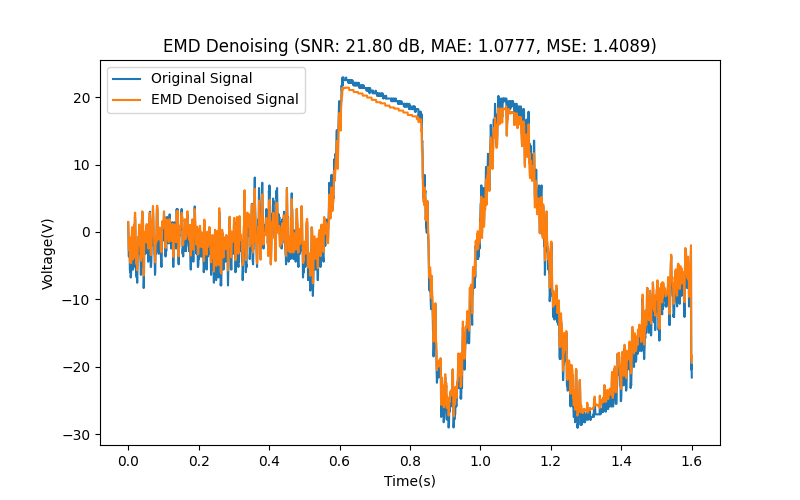 EMD Denoising (SNR: 21.80 dB, MAE: 1.0777, MSE: 1.4089)
Original Signal
EMD Denoised Signal
20
10
0
−10
−20
−30
Voltage(V)
0.0 0.2 0.4 0.6 0.8 1.0 1.2 1.4 1.6
Time(s)